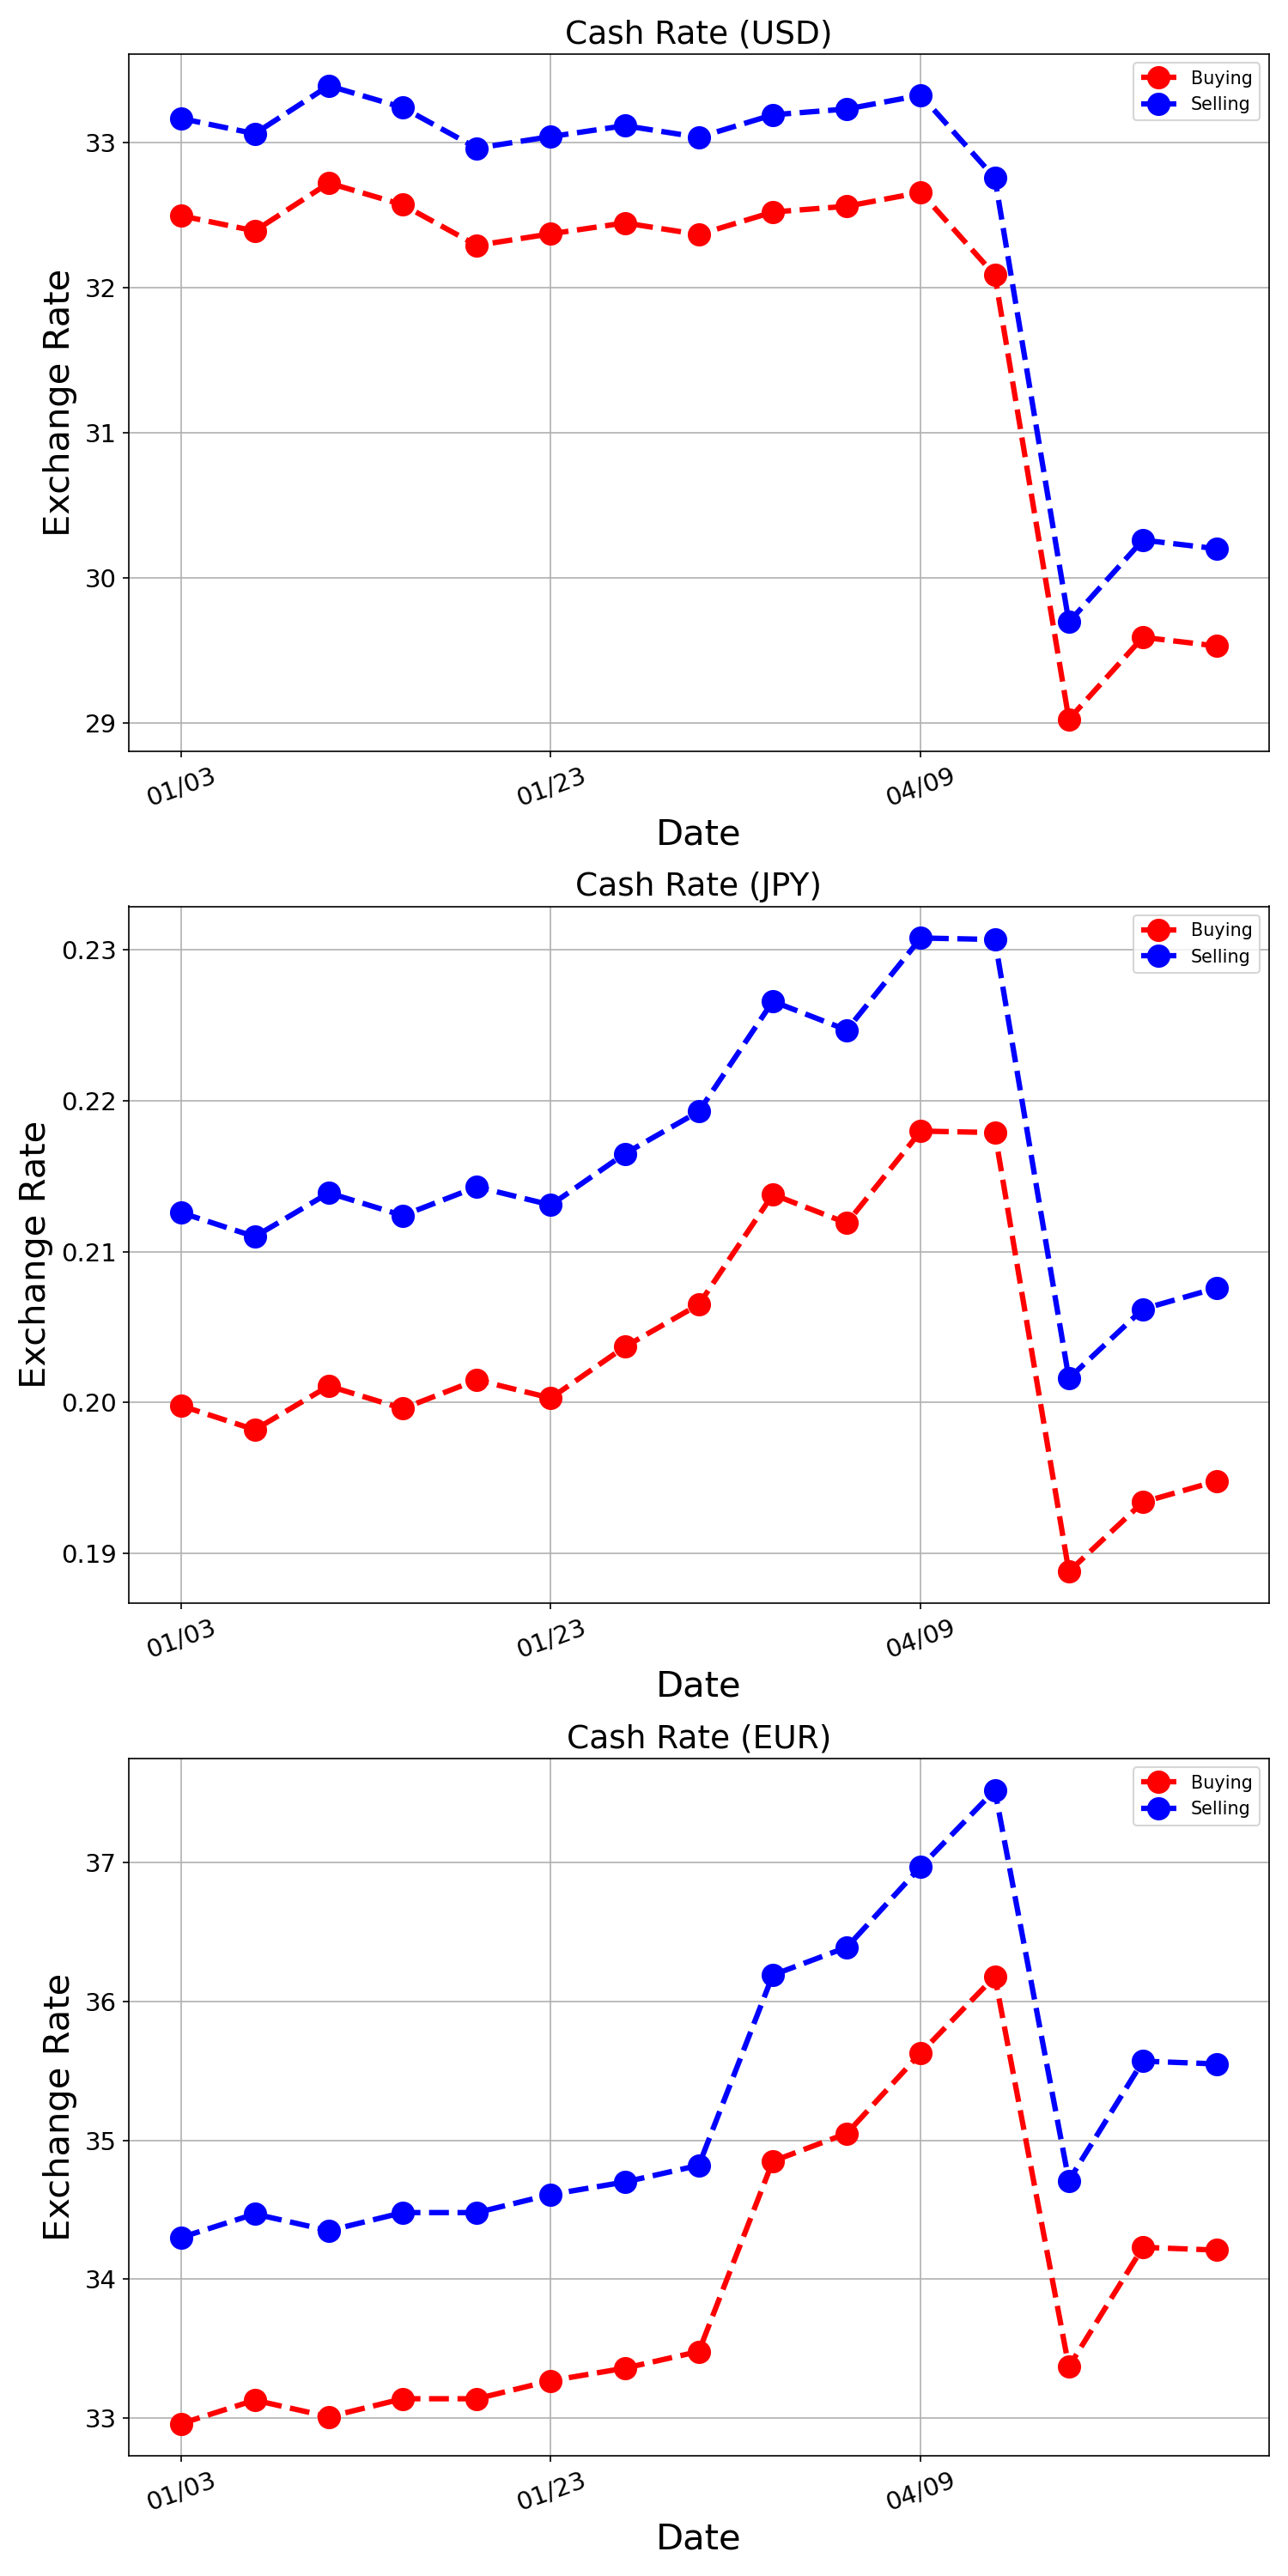 Cash Rate (USD)
Buying
Selling
33
32
31
30
29
Exchange Rate
01/03
01/23
04/09
Date
Cash Rate (JPY)
Buying
Selling
0.23
0.22
0.21
0.20
0.19
Exchange Rate
01/03
01/23
04/09
Date
Cash Rate (EUR)
Buying
Selling
37
36
35
34
33
Exchange Rate
01/03
01/23
04/09
Date